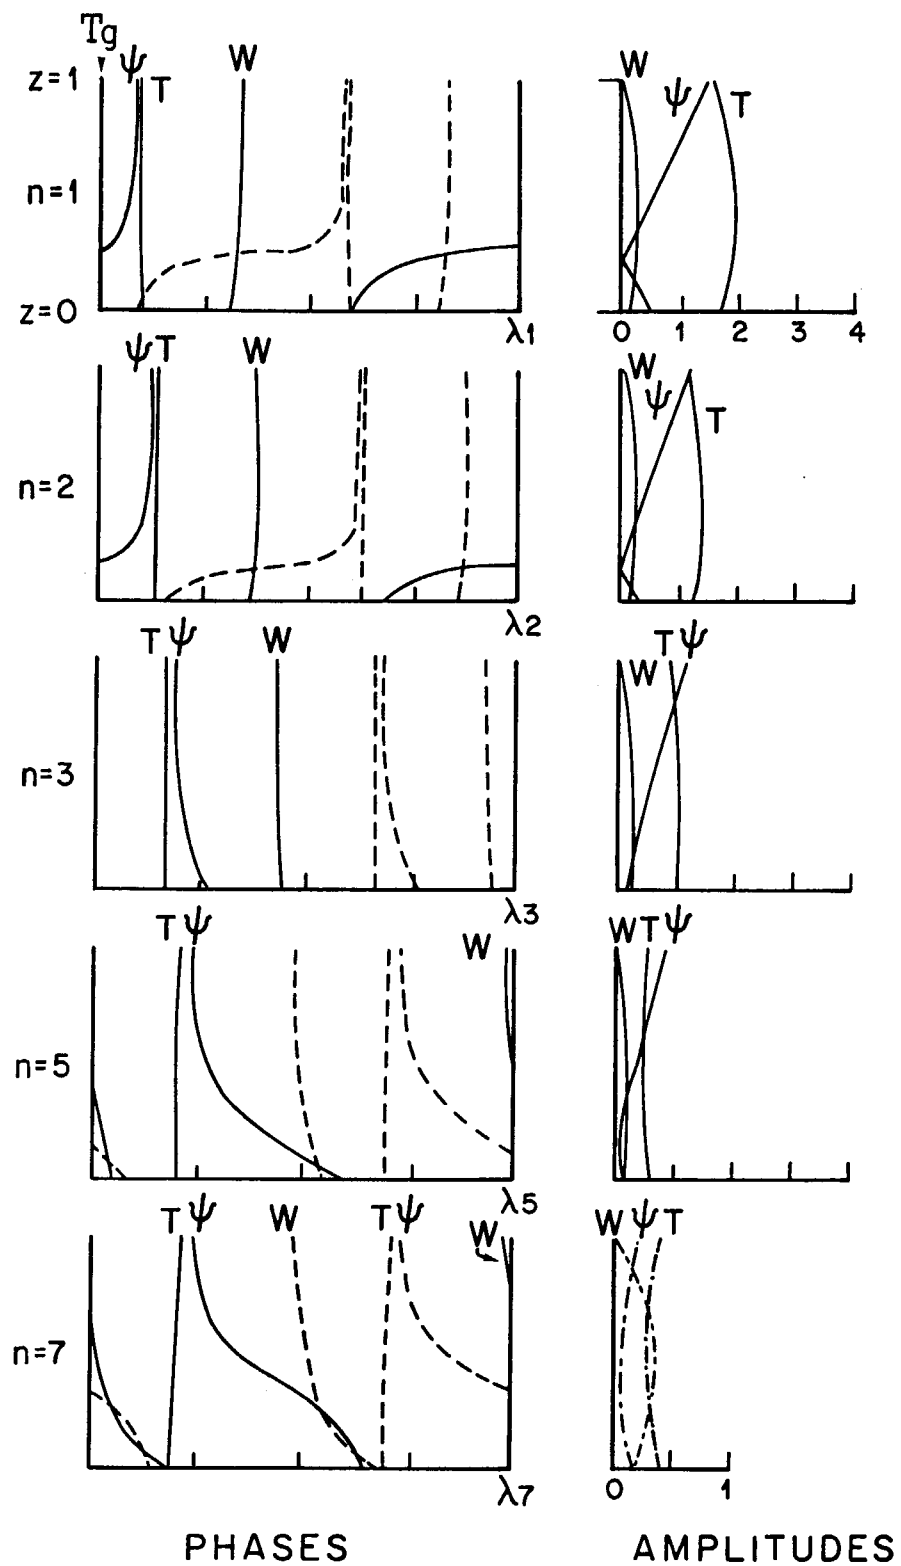 Tg
ψ T W
z=1
n=1
z=0
λ1
W ψ T
0 1 2 3 4
ψ T W
n=2
λ2
W ψ T
T ψ W
n=3
λ3
W T ψ
T ψ W
n=5
λ5
W T ψ
T ψ W T ψ W
n=7
λ7
W ψ T
0 1
PHASES
AMPLITUDES